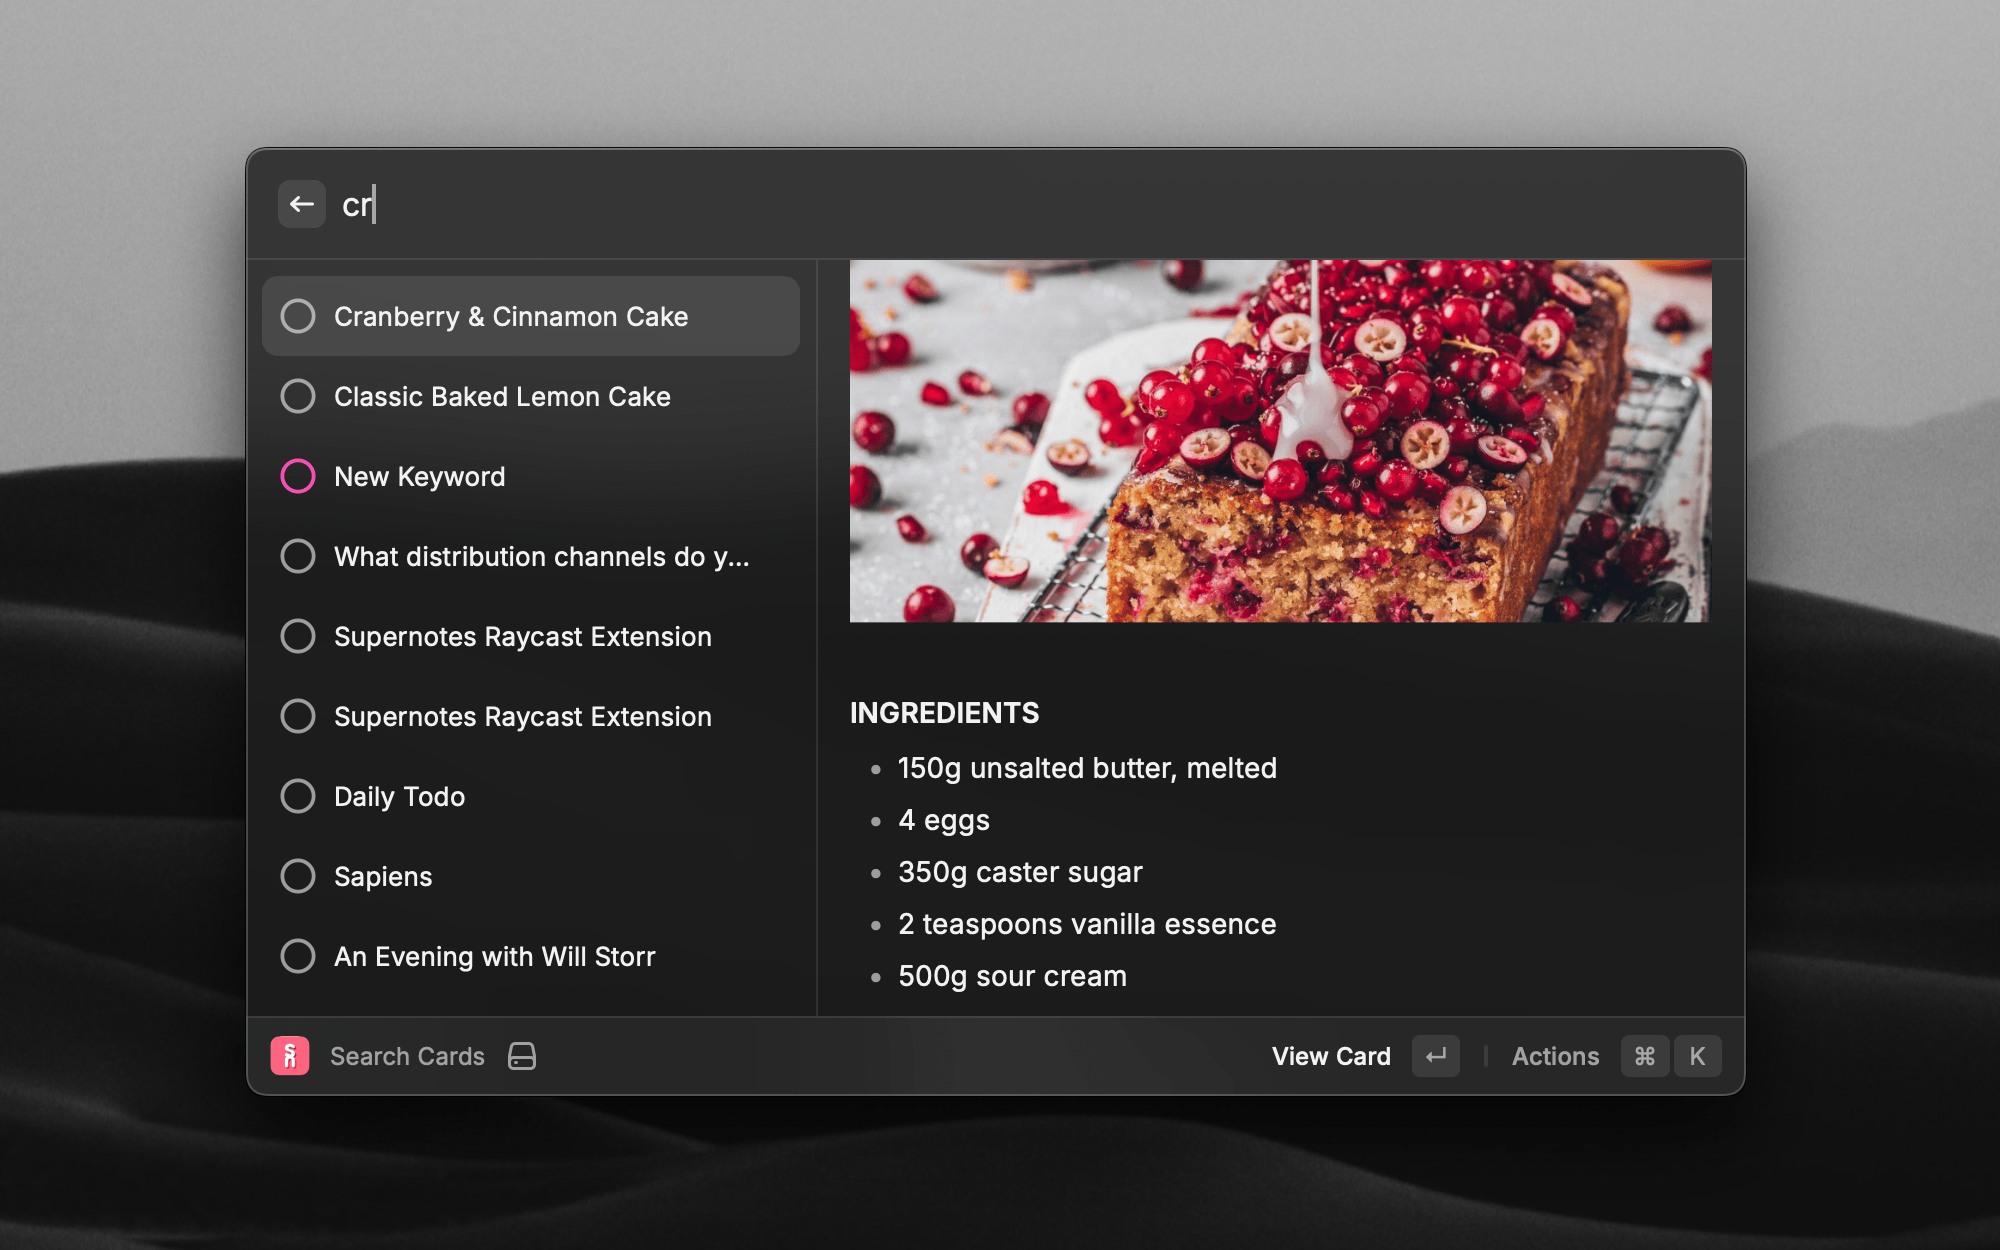 cr
Cranberry & Cinnamon Cake
Classic Baked Lemon Cake
New Keyword
What distribution channels do y...
Supernotes Raycast Extension
Supernotes Raycast Extension
Daily Todo
Sapiens
An Evening with Will Storr
INGREDIENTS
150g unsalted butter, melted
4 eggs
350g caster sugar
2 teaspoons vanilla essence
500g sour cream
Search Cards
View Card
Actions ⌘ K